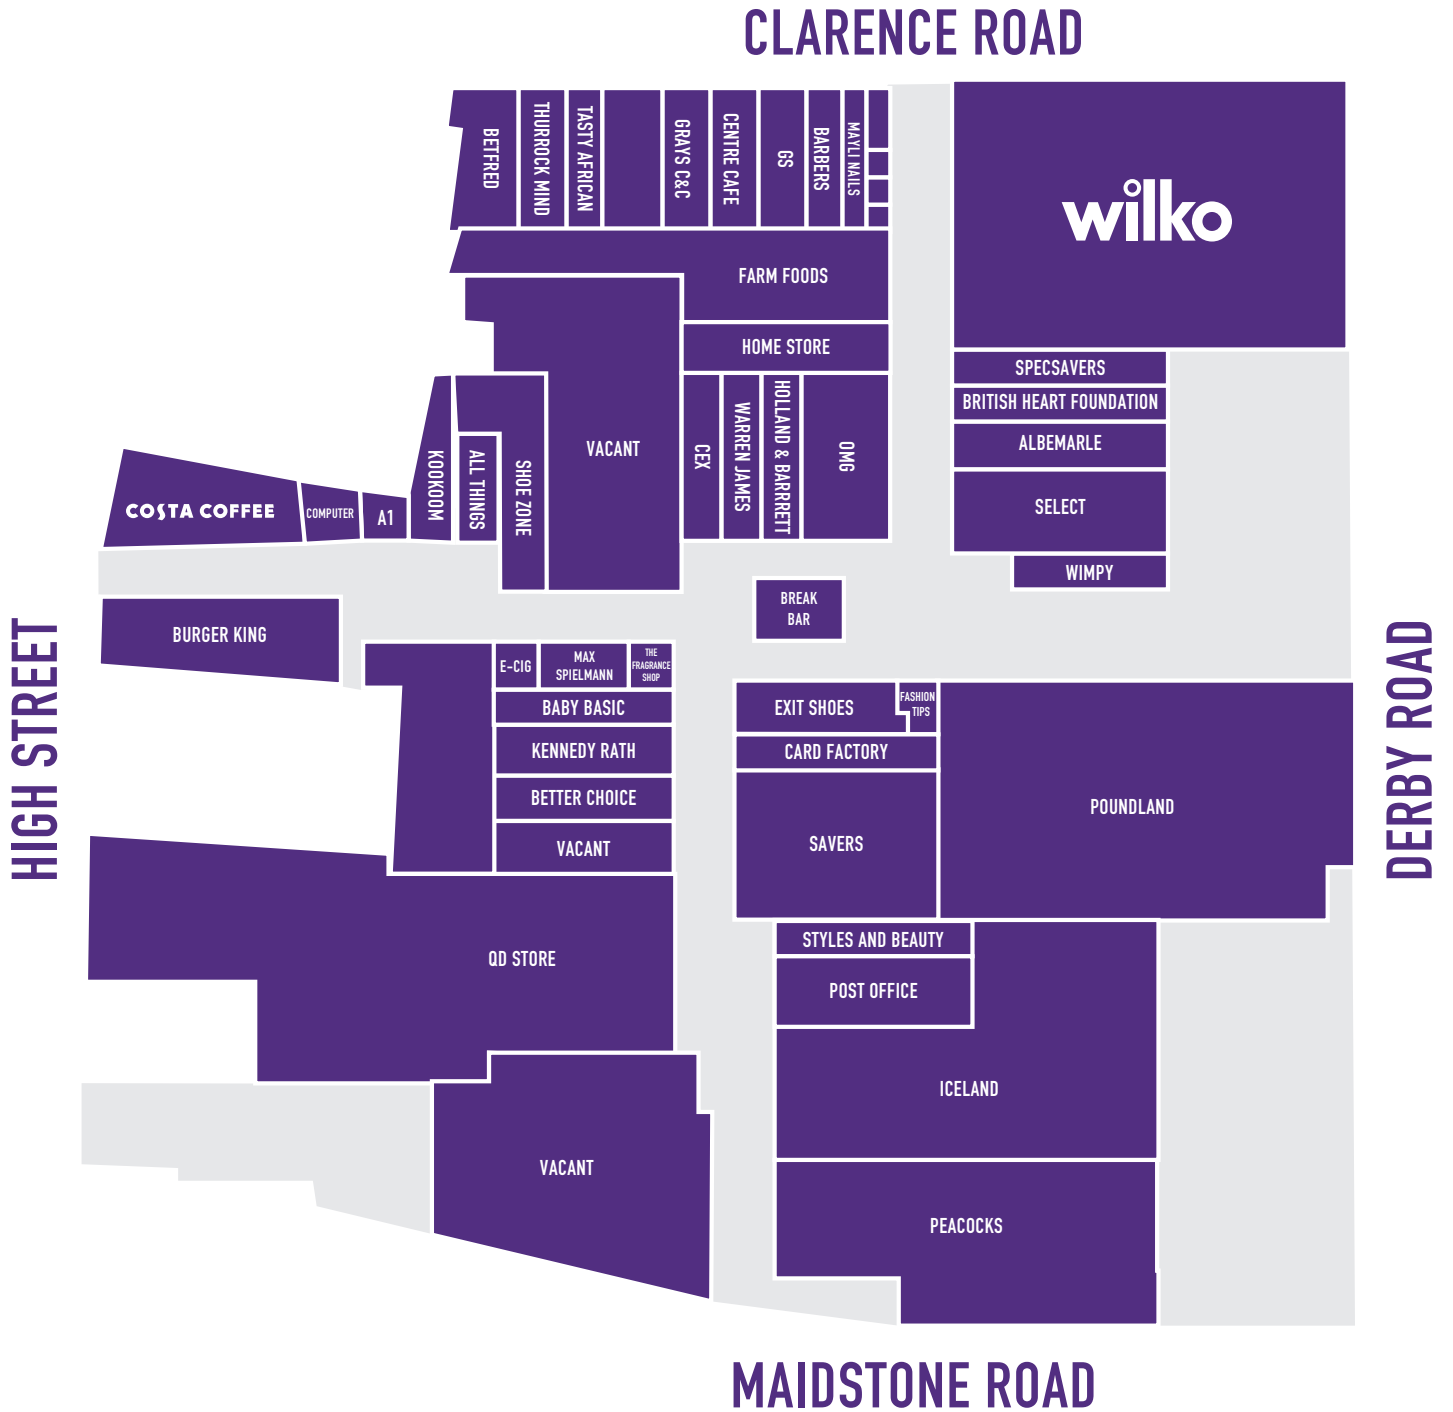 CLARENCE ROAD
BETFRED
THURROCK MIND
TASTY AFRICAN
GRAYS C&C
CENTRE CAFE
GS
BARBERS
MAYLI NAILS
wilko
FARM FOODS
HOME STORE
SPECSAVERS
BRITISH HEART FOUNDATION
ALBEMARLE
SELECT
WIMPY
VACANT
CEX
WARREN JAMES
HOLLAND & BARRRETT
OMG
KOOKOOM
ALL THINGS
SHOE ZONE
COSTA COFFEE
COMPUTER
A1
BREAK
BAR
BURGER KING
HIGH STREET
DERBY ROAD
E-CIG
MAX
SPIELMANN
THE
FRAGRANCE
SHOP
BABY BASIC
KENNEDY RATH
BETTER CHOICE
VACANT
EXIT SHOES
FASHION
TIPS
CARD FACTORY
SAVERS
POUNDLAND
QD STORE
STYLES AND BEAUTY
POST OFFICE
ICELAND
VACANT
PEACOCKS
MAIDSTONE ROAD